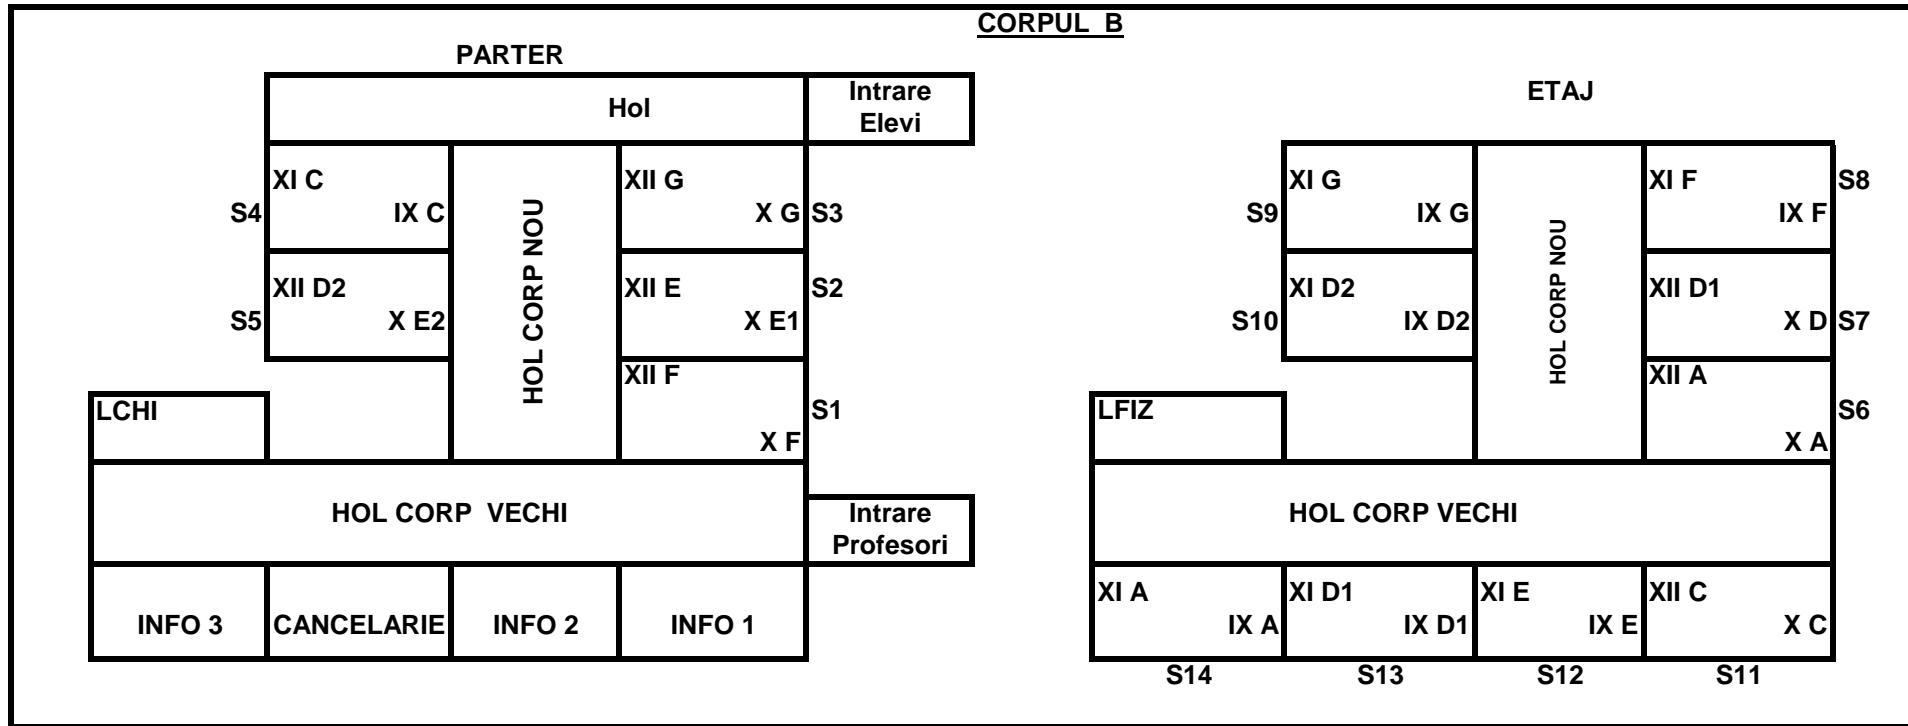 CORPUL B
PARTER
Hol
Intrare
Elevi
XI C
IX C
S4
HOL CORP NOU
XII G
X G
S3
XII D2
X E2
S5
XII E
X E1
S2
XII F
X F
S1
LCHI
HOL CORP VECHI
Intrare
Profesori
INFO 3
CANCELARIE
INFO 2
INFO 1
ETAJ
XI G
IX G
S9
HOL CORP NOU
XI F
IX F
S8
XI D2
IX D2
S10
XII D1
X D
S7
XII A
X A
S6
LFIZ
HOL CORP VECHI
XI A
IX A
XI D1
IX D1
XI E
IX E
XII C
X C
S14
S13
S12
S11